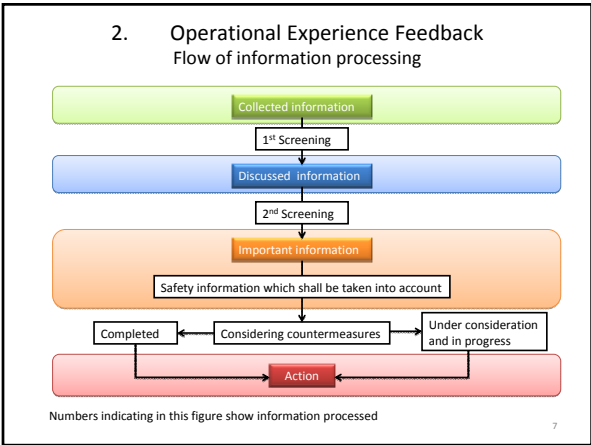 2. Operational Experience Feedback
Flow of information processing
Collected information
1st Screening
Discussed information
2nd Screening
Important information
Safety information which shall be taken into account
Completed
Considering countermeasures
Under consideration
and in progress
Action
Numbers indicating in this figure show information processed
7